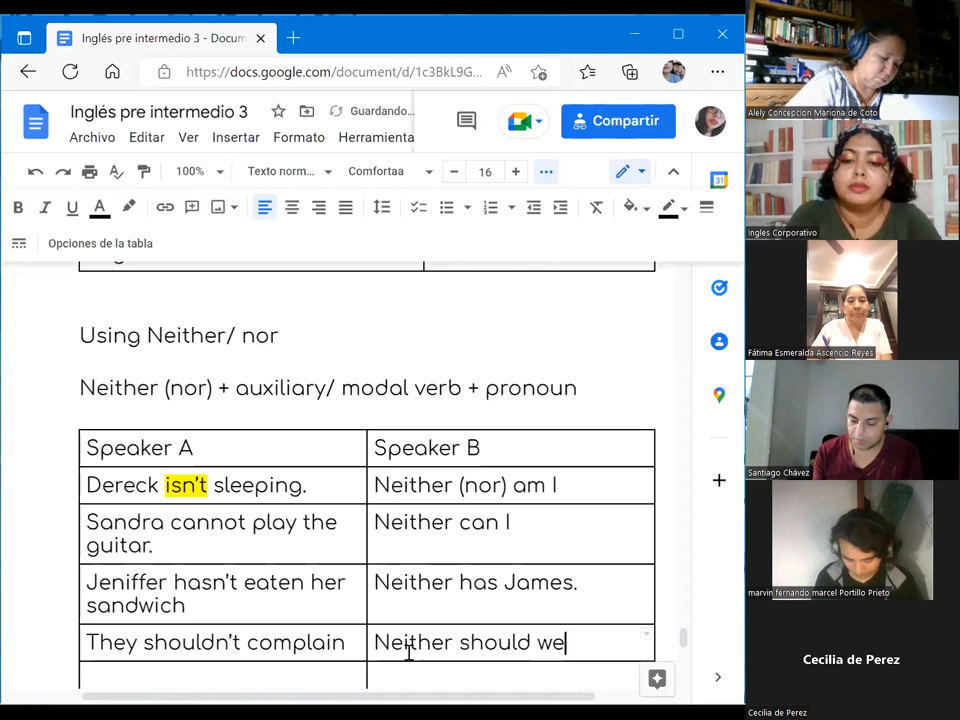 Inglés pre intermedio 3 - Docum
https://docs.google.com/document/d/1c3BkL9G...
Inglés pre intermedio 3
Guardando...
Compartir
Archivo Editar Ver Insertar Formato Herramienta
100% Texto norm... Comfortaa 16
Opciones de la tabla
Using Neither/ nor
Neither (nor) + auxiliary/ modal verb + pronoun
Speaker A Speaker B
Dereck isn't sleeping. Neither (nor) am I
Sandra cannot play the Neither can I
guitar.
Jeniffer hasn't eaten her Neither has James.
sandwich
They shouldn't complain Neither should we
Alely Concepcion Mariona de Coto
Ingles Corporativo
Fátima Esmeralda Ascencio Reyes
Santiago Chávez
marvin fernando marcel Portillo Prieto
Cecilia de Perez
Cecilia de Perez